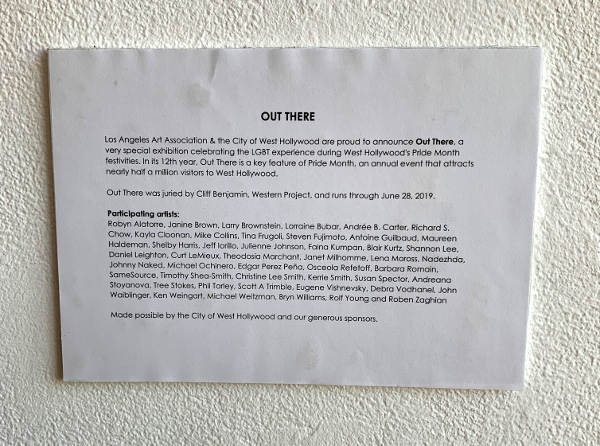 OUT THERE
Los Angeles Art Association & the City of West Hollywood are proud to announce Out There, a
very special exhibition celebrating the LGBT experience during West Hollywood's Pride Month
festivities. In its 12th year, Out There is a key feature of Pride Month, an annual event that attracts
nearly half a million visitors to West Hollywood.
Out There was juried by Cliff Benjamin, Western Project, and runs through June 28, 2019.
Participating artists:
Robyn Alatorre, Janine Brown, Larry Brownstein, Lorraine Bubar, Andrée B. Carter, Richard S.
Chow, Kayla Cloonan, Mike Collins, Tina Frugoli, Steven Fujimoto, Antoine Guilbaud, Maureen
Haldeman, Shelby Harris, Jeff Iorillo, Julienne Johnson, Faina Kumpan, Blair Kurtz, Shannon Lee,
Daniel Leighton, Curt LeMieux, Theodosia Marchant, Janet Milhomme, Lena Moross, Nadezhda,
Johnny Naked, Michael Ochinero, Edgar Perez Peña, Osceola Refetoff, Barbara Romain,
SameSource, Timothy Shea-Smith, Christine Lee Smith, Kerrie Smith, Susan Spector, Andreana
Stoyanova, Tree Stokes, Phil Tarley, Scott A Trimble, Eugene Vishnevsky, Debra Vodhanel, John
Waiblinger, Ken Weingart, Michael Weitzman, Bryn Williams, Rolf Young and Roben Zaghian
Made possible by the City of West Hollywood and our generous sponsors.